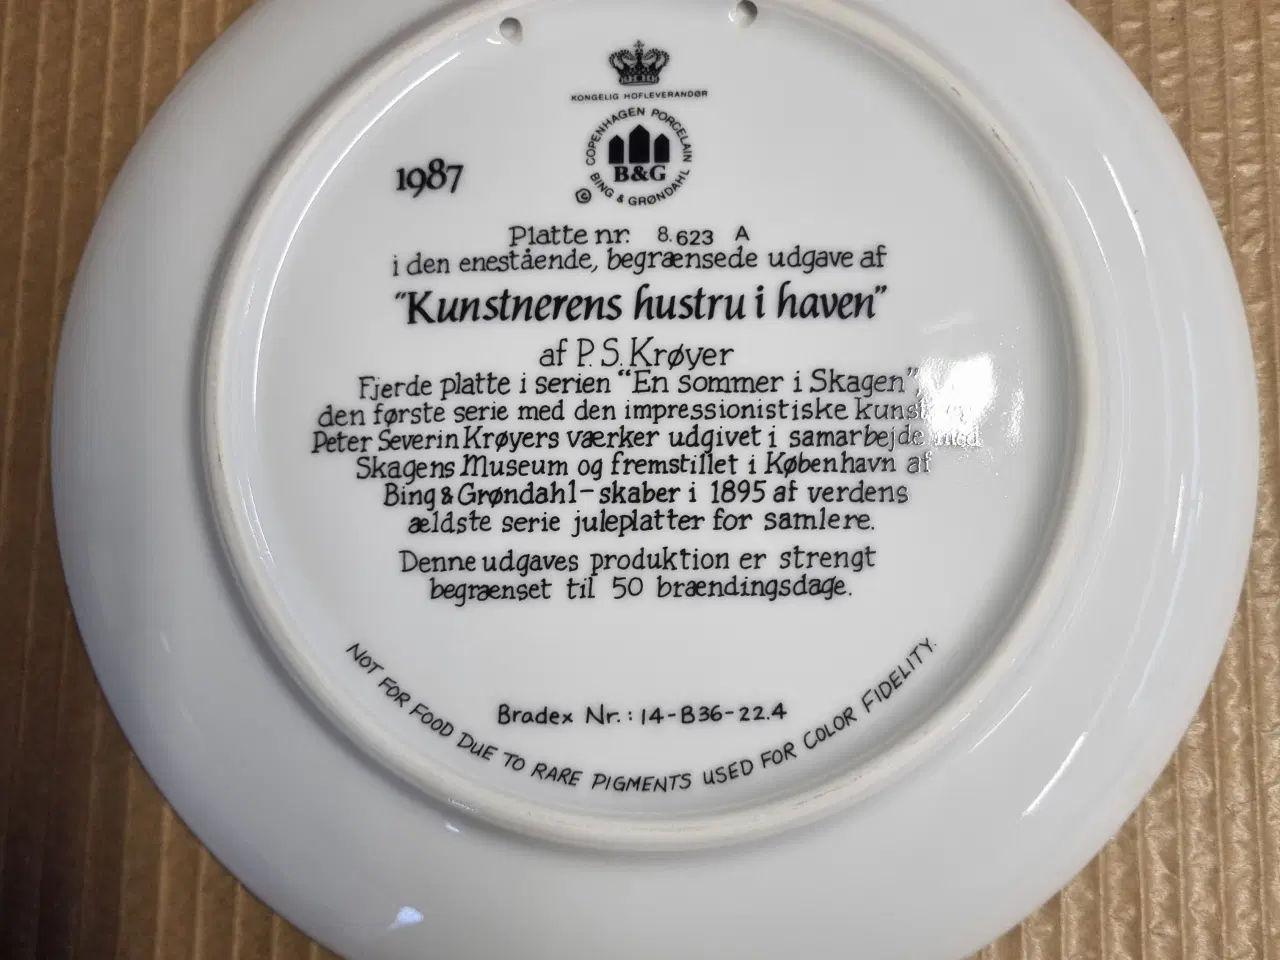 KONGELIG HOFLEVERANDØR
COPENHAGEN PORCELAIN
B&G
© BING & GRØNDAHL
1987
Platte nr. 8.623 A
i den enestående, begrænsede udgave af
"Kunstnerens hustru i haven"
af P.S. Krøyer
Fjerde platte i serien “En sommer i Skagen”,
den første serie med den impressionistiske
Peter Severin Krøyers værker udgivet i samarbejde med
Skagens Museum og fremstillet i København af
Bing & Grøndahl – skaber i 1895 af verdens
ældste serie juleplatter for samlere.
Denne udgaves produktion er strengt
begrænset til 50 brændingsdage.
Bradex Nr.: 14-B36-22.4
NOT FOR FOOD DUE TO RARE PIGMENTS USED FOR COLOR FIDELITY.